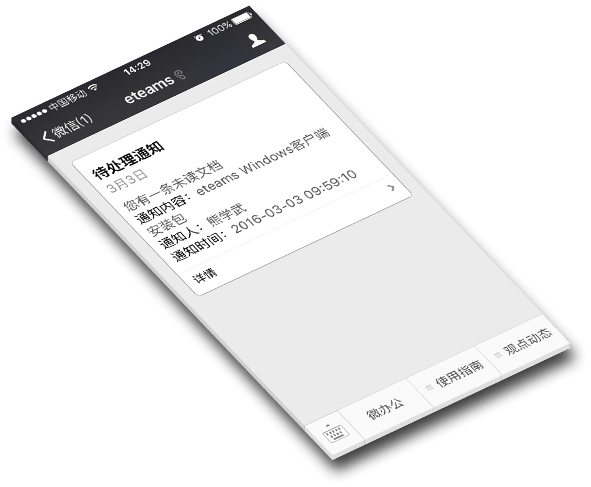 中国移动 14:29 100%
微信(1) eteams
待处理通知
3月3日
您有一条未读文档
通知内容：eteams Windows客户端
安装包
通知人：熊学武
通知时间：2016-03-03 09:59:10
详情
微办公 使用指南 观点动态